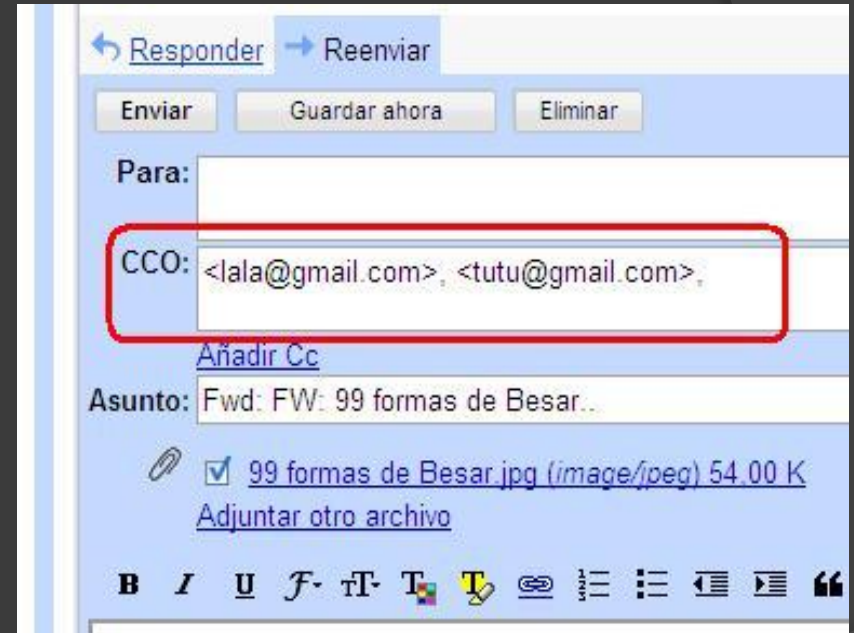 Responder Reenviar
Enviar Guardar ahora Eliminar
Para:
CCO: <lala@gmail.com>, <tutu@gmail.com>,
Añadir Cc
Asunto: Fwd: FW: 99 formas de Besar..
99 formas de Besar.jpg (image/jpeg) 54,00 K
Adjuntar otro archivo
B I U F T T T